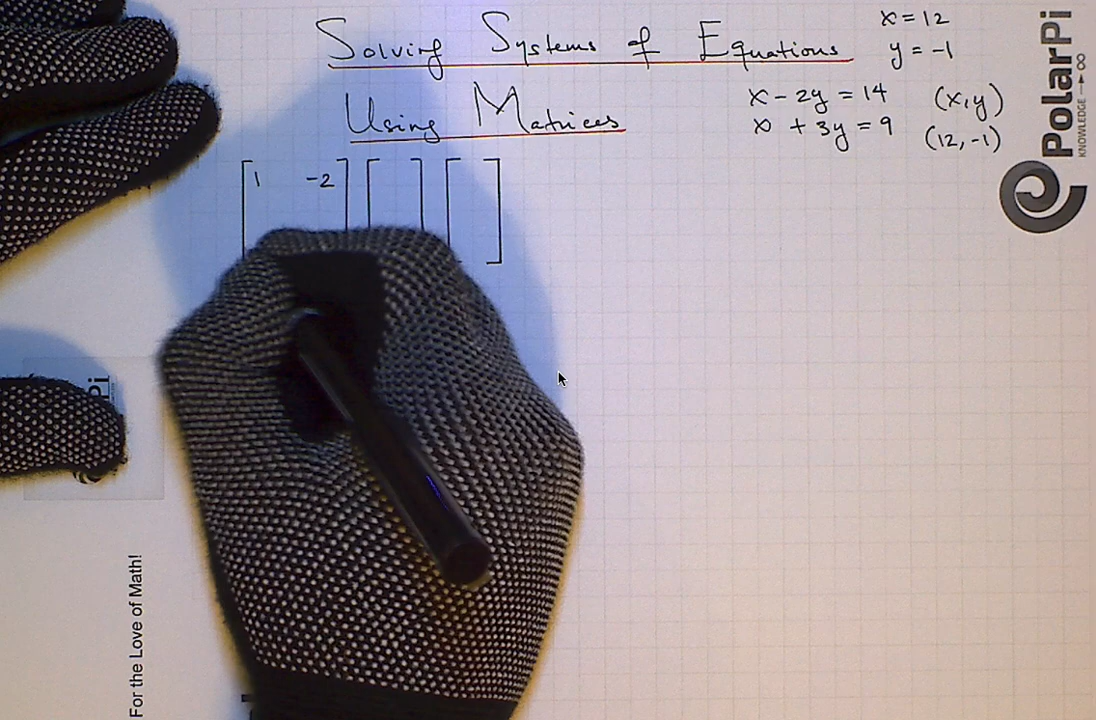 Solving Systems of Equations
Using Matrices
x = 12
y = -1
x - 2y = 14
x + 3y = 9
(x,y)
(12,-1)
1 -2
PolarPi
KNOWLEDGE → ∞
Pi
For the Love of Math!